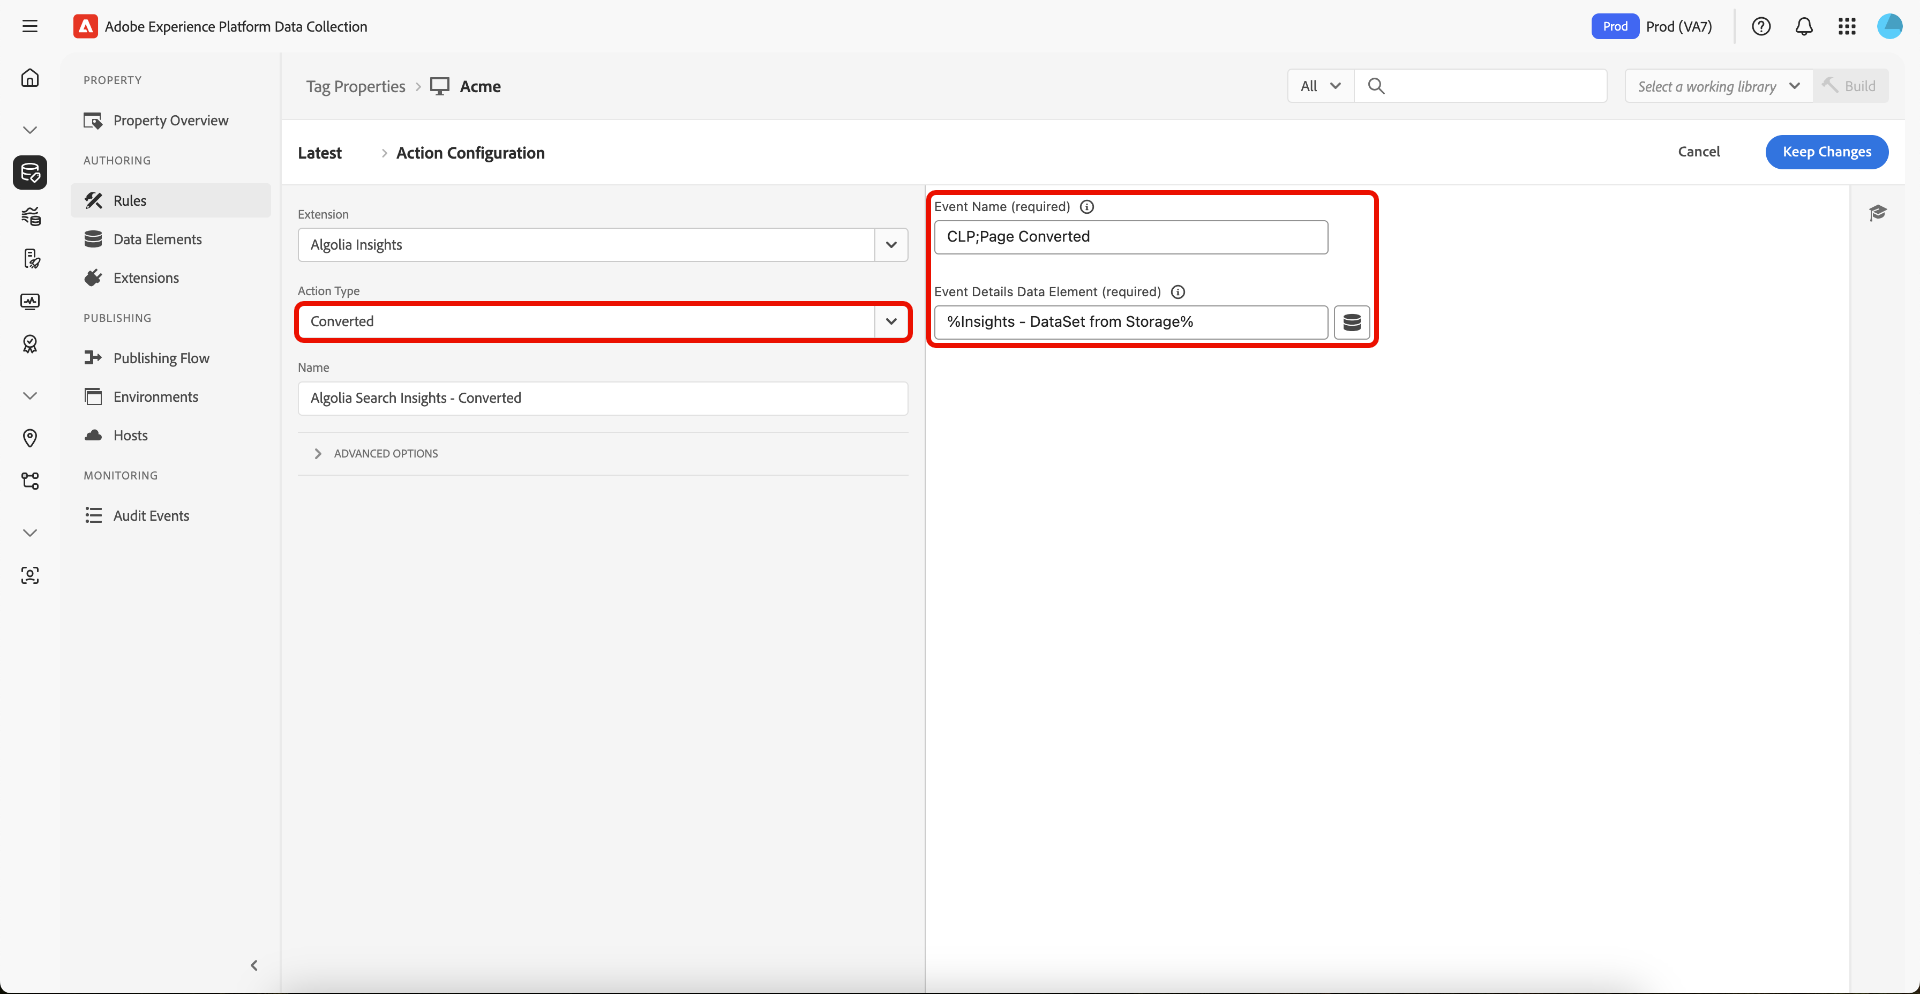 Adobe Experience Platform Data Collection
Prod
Prod (VA7)
PROPERTY
Property Overview
AUTHORING
Rules
Data Elements
Extensions
PUBLISHING
Publishing Flow
Environments
Hosts
MONITORING
Audit Events
Tag Properties
Acme
All
Select a working library
Build
Latest
Action Configuration
Cancel
Keep Changes
Extension
Algolia Insights
Action Type
Converted
Name
Algolia Search Insights - Converted
ADVANCED OPTIONS
Event Name (required)
CLP;Page Converted
Event Details Data Element (required)
%Insights - DataSet from Storage%